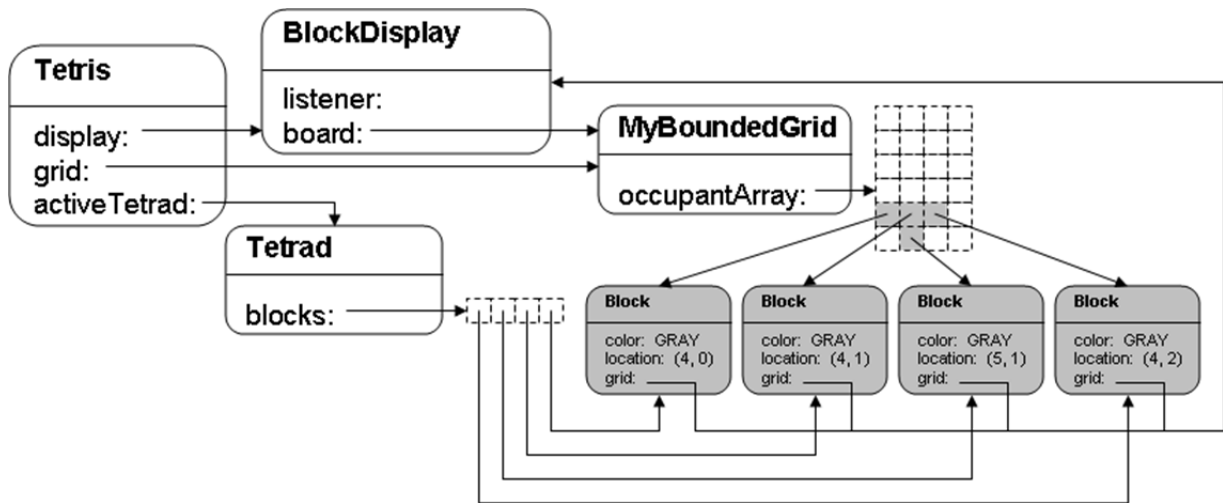 BlockDisplay
listener:
board:
Tetris
display:
grid:
activeTetrad:
MyBoundedGrid
occupantArray:
Tetrad
blocks:
Block
color: GRAY
location: (4, 0)
grid:
Block
color: GRAY
location: (4, 1)
grid:
Block
color: GRAY
location: (5, 1)
grid:
Block
color: GRAY
location: (4, 2)
grid: